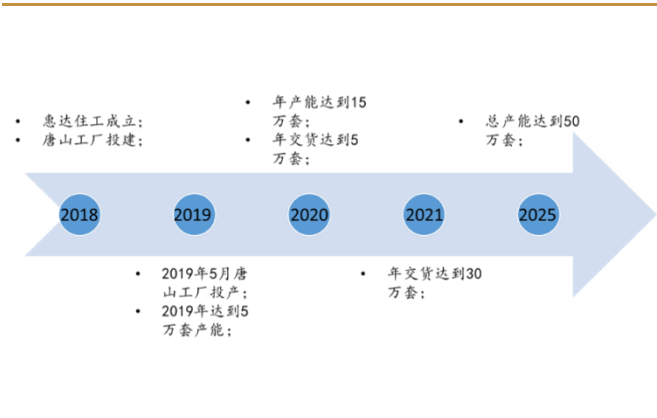 • 惠达住工成立；
• 唐山工厂投建；
• 年产能达到15
万套；
• 年交货达到5
万套；
• 总产能达到50
万套；
2018 2019 2020 2021 2025
• 2019年5月唐
山工厂投产；
• 2019年达到5
万套产能；
• 年交货达到30
万套；